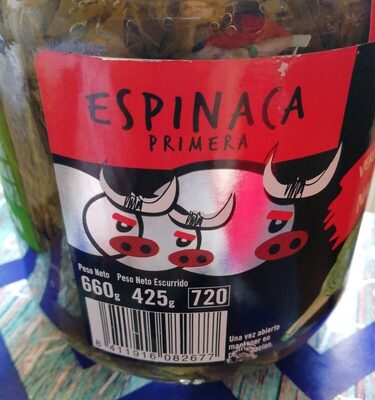 ESPINACA
PRIMERA
Peso Neto Peso Neto Escurrido
660g 425g 720
8 411916 082677
Una vez abierto
mantener en